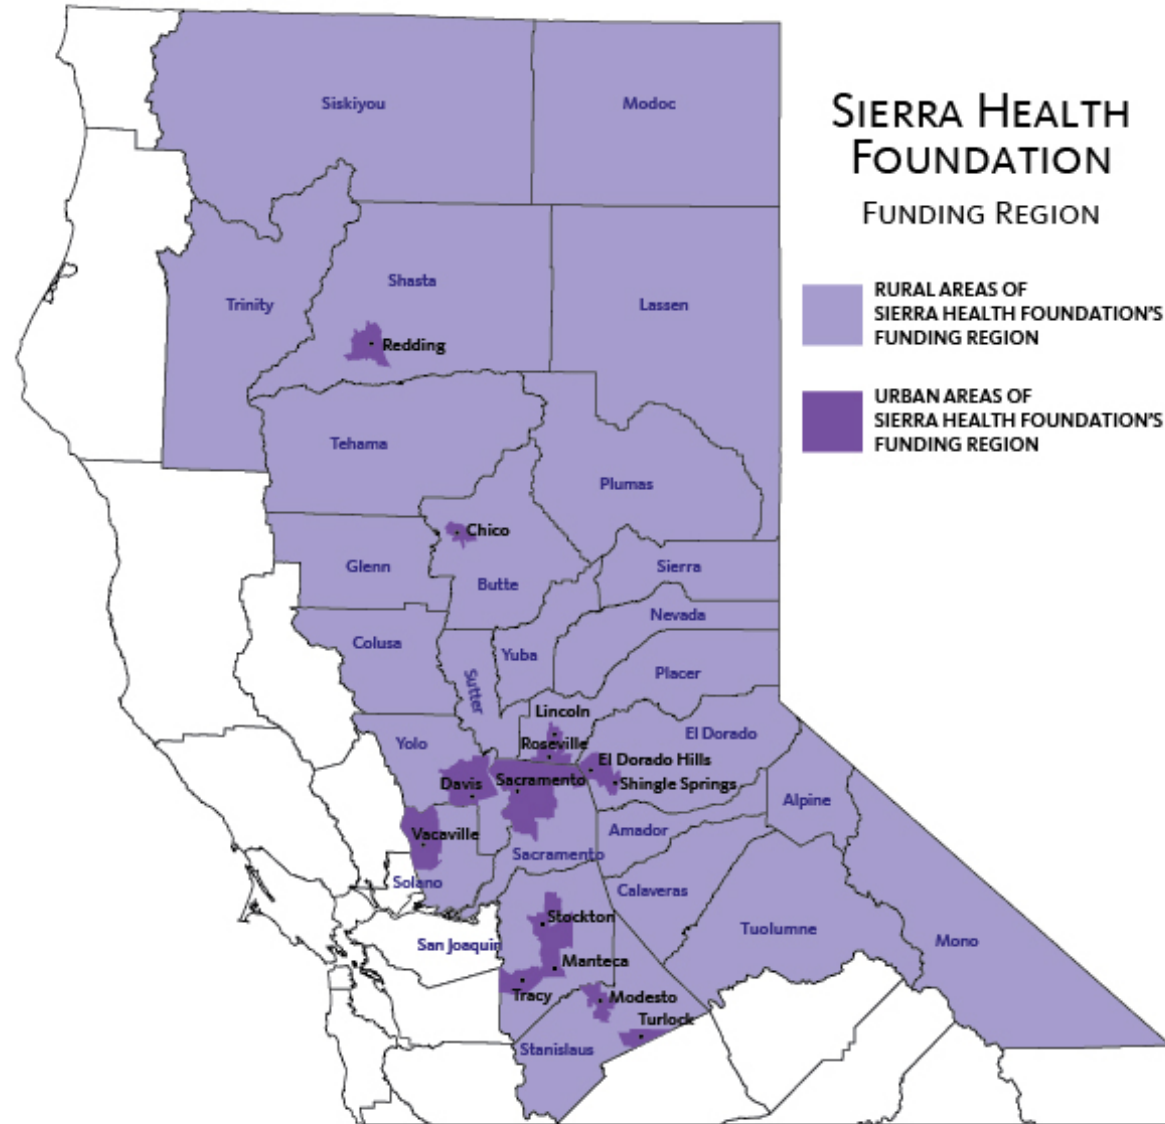 SIERRA HEALTH
FOUNDATION
FUNDING REGION
RURAL AREAS OF
SIERRA HEALTH FOUNDATION'S
FUNDING REGION
URBAN AREAS OF
SIERRA HEALTH FOUNDATION'S
FUNDING REGION
Siskiyou
Modoc
Shasta
Trinity
Lassen
Redding
Tehama
Plumas
Chico
Glenn
Butte
Sierra
Nevada
Colusa
Yuba
Sutter
Placer
Lincoln
Yolo
Roseville
El Dorado
El Dorado Hills
Davis
Sacramento
Shingle Springs
Alpine
Vacaville
Amador
Sacramento
Solano
Calaveras
Stockton
San Joaquin
Tuolumne
Mono
Manteca
Tracy
Modesto
Turlock
Stanislaus